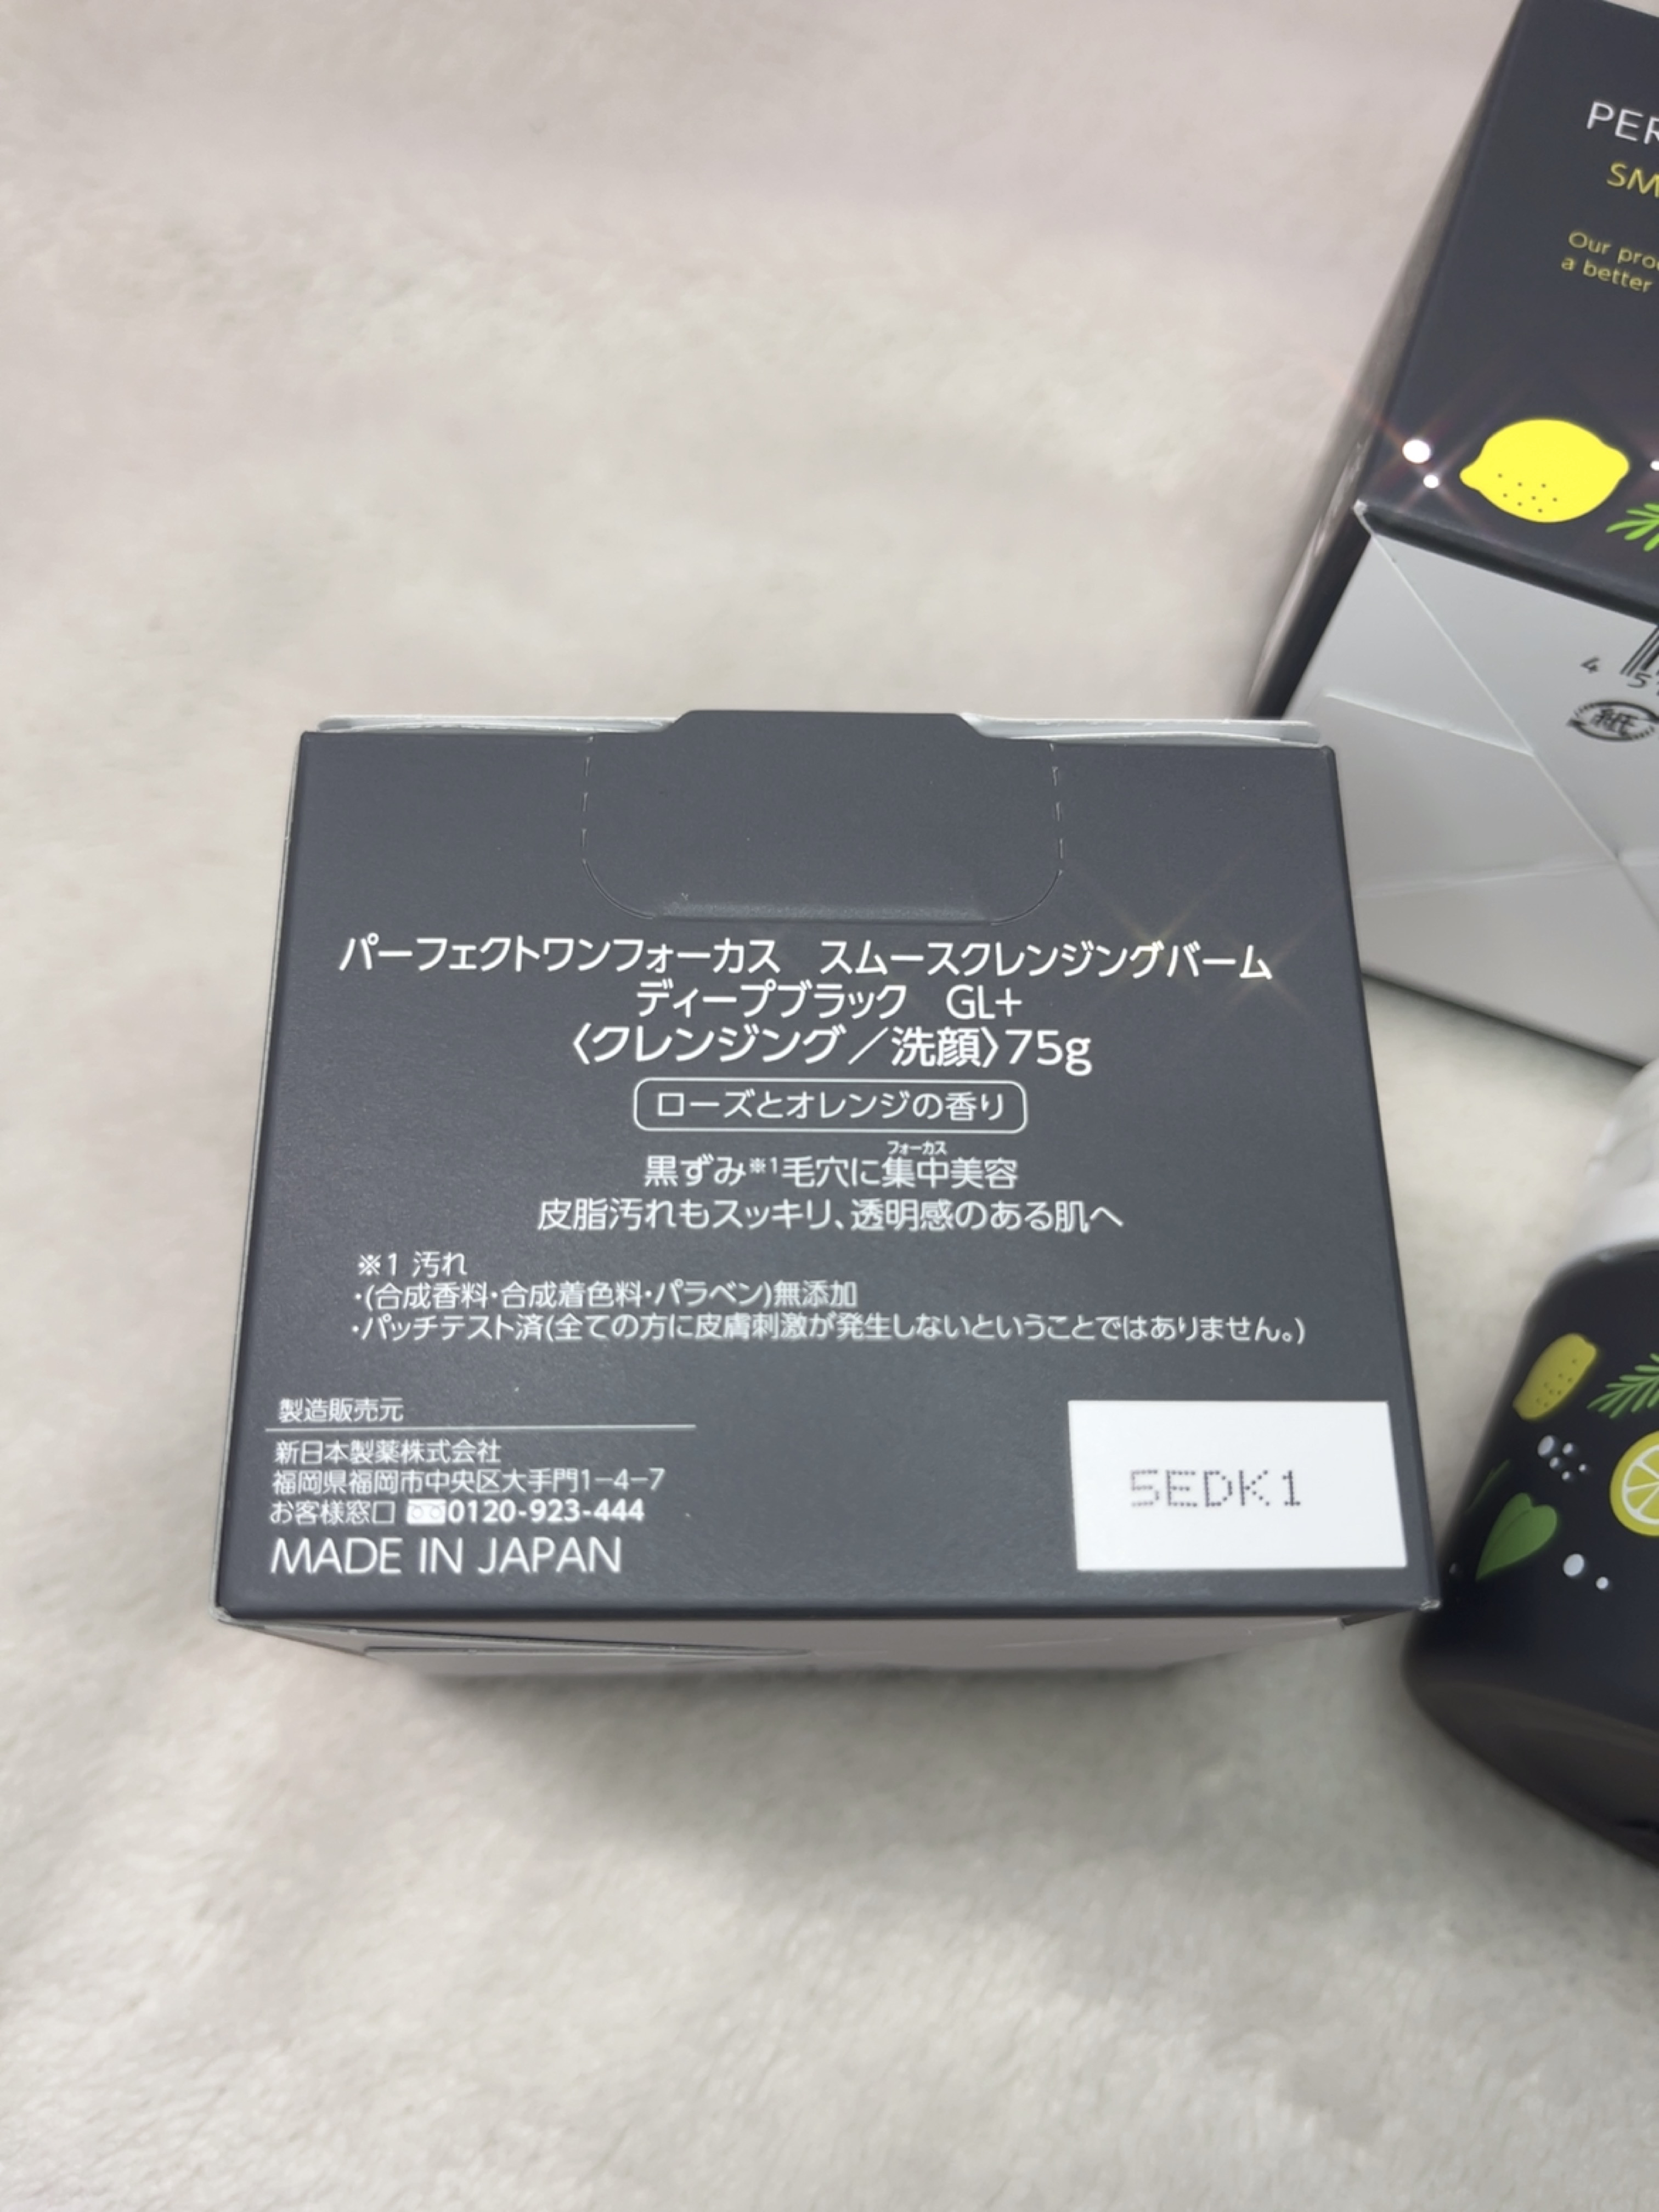 PER
SM
Our pro
a better
4
5
紙
パーフェクトワンフォーカス　スムースクレンジングバーム
ディープブラック　GL+
〈クレンジング／洗顔〉75g
ローズとオレンジの香り
フォーカス
黒ずみ※1毛穴に集中美容
皮脂汚れもスッキリ、透明感のある肌へ
※1 汚れ
・(合成香料・合成着色料・パラベン)無添加
・パッチテスト済(全ての方に皮膚刺激が発生しないということではありません。)
製造販売元
新日本製薬株式会社
福岡県福岡市中央区大手門1-4-7
お客様窓口 0120-923-444
MADE IN JAPAN
5EDK1